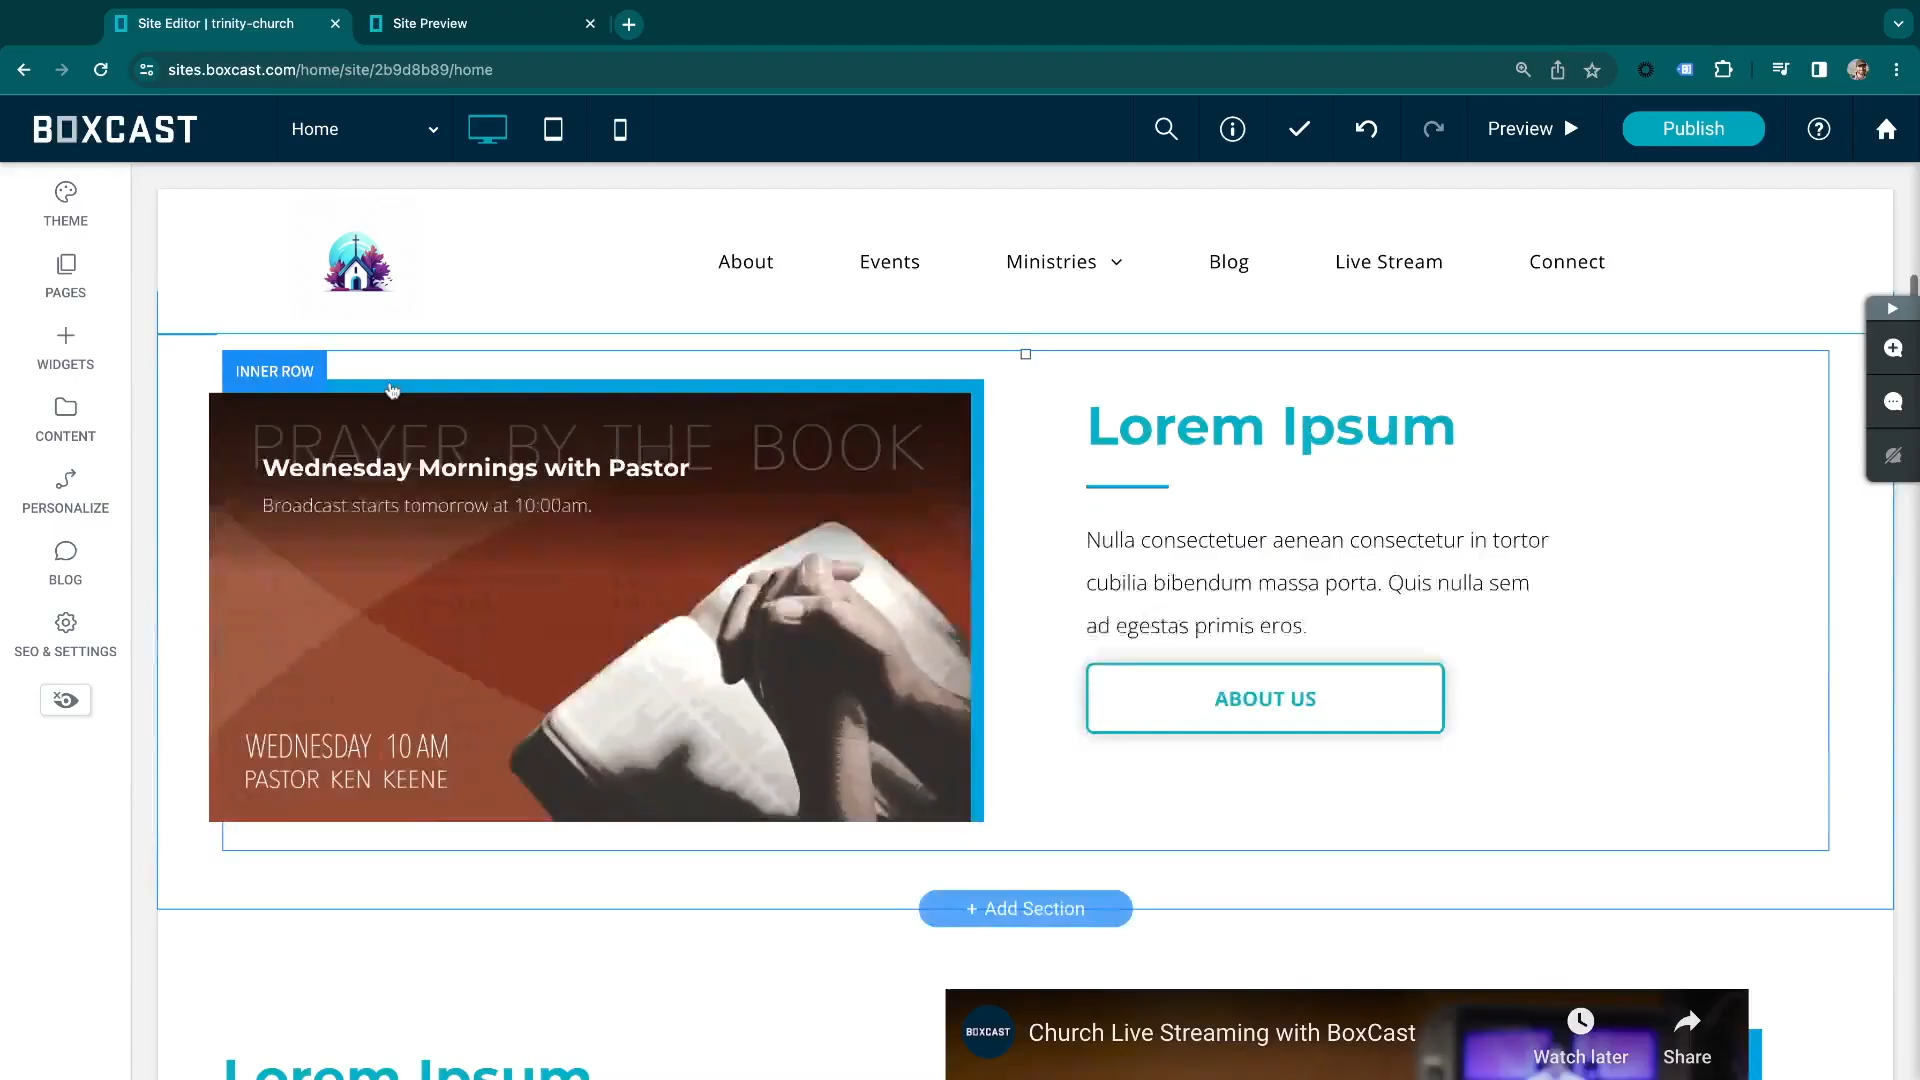 Site Editor | trinity-church
Site Preview
sites.boxcast.com/home/site/2b9d8b89/home
BOXCAST
Home
Preview
Publish
THEME
PAGES
WIDGETS
CONTENT
PERSONALIZE
BLOG
SEO & SETTINGS
About
Events
Ministries
Blog
Live Stream
Connect
INNER ROW
PRAYER BY THE BOOK
Wednesday Mornings with Pastor
Broadcast starts tomorrow at 10:00am.
WEDNESDAY 10 AM
PASTOR KEN KEENE
Lorem Ipsum
Nulla consectetuer aenean consectetur in tortor
cubilia bibendum massa porta. Quis nulla sem
ad egestas primis eros.
ABOUT US
+ Add Section
Lorem Ipsum
BOXCAST
Church Live Streaming with BoxCast
Watch later
Share